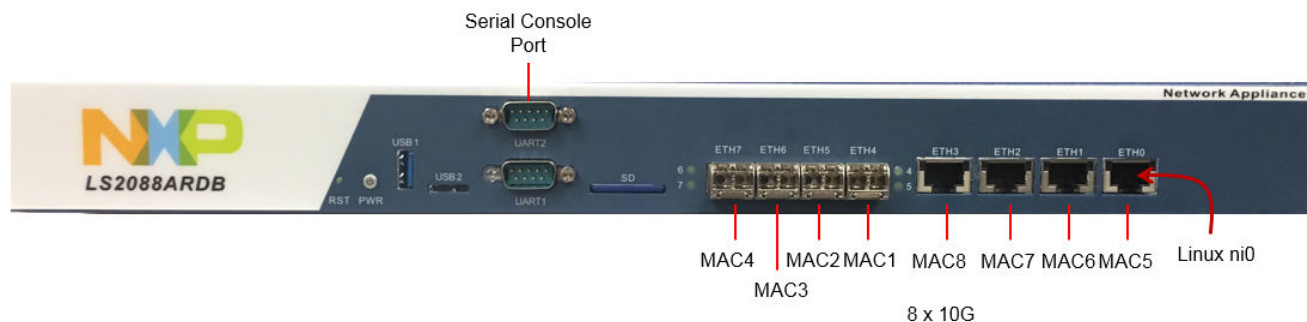 Serial Console
Port
Network Appliance
NXP
LS2088ARDB
USB1
UART2
ETH7 ETH6 ETH5 ETH4
ETH3 ETH2 ETH1 ETH0
6
4
USB2
SD
7
5
RST PWR
UART1
MAC4
MAC2 MAC1 MAC8 MAC7 MAC6 MAC5
Linux ni0
MAC3
8 x 10G